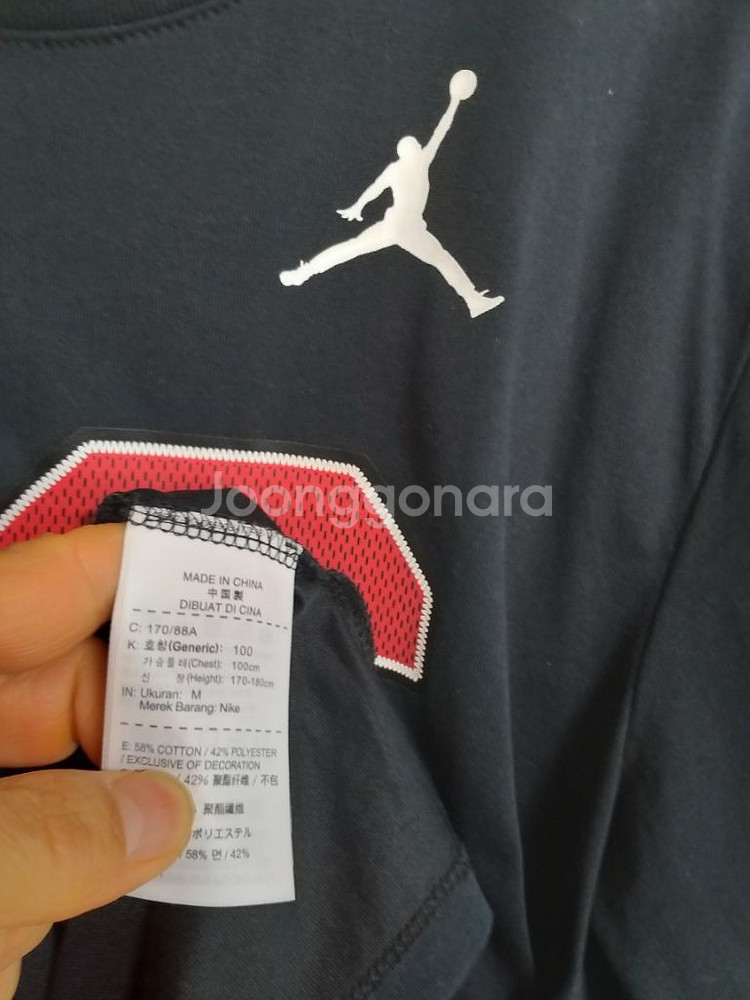 Joonggonara
MADE IN CHINA
中国製
DIBUAT DI CINA
C: 170/88A
K: 호칭(Generic): 100
가슴둘레(Chest): 100cm
신 장(Height): 170-180cm
IN: Ukuran: M
Merek Barang: Nike
E: 58% COTTON / 42% POLYESTER
/ EXCLUSIVE OF DECORATION
/ 42% 聚酯纤维 / 不包
聚酯纖維
ポリエステル
58% 면 / 42%